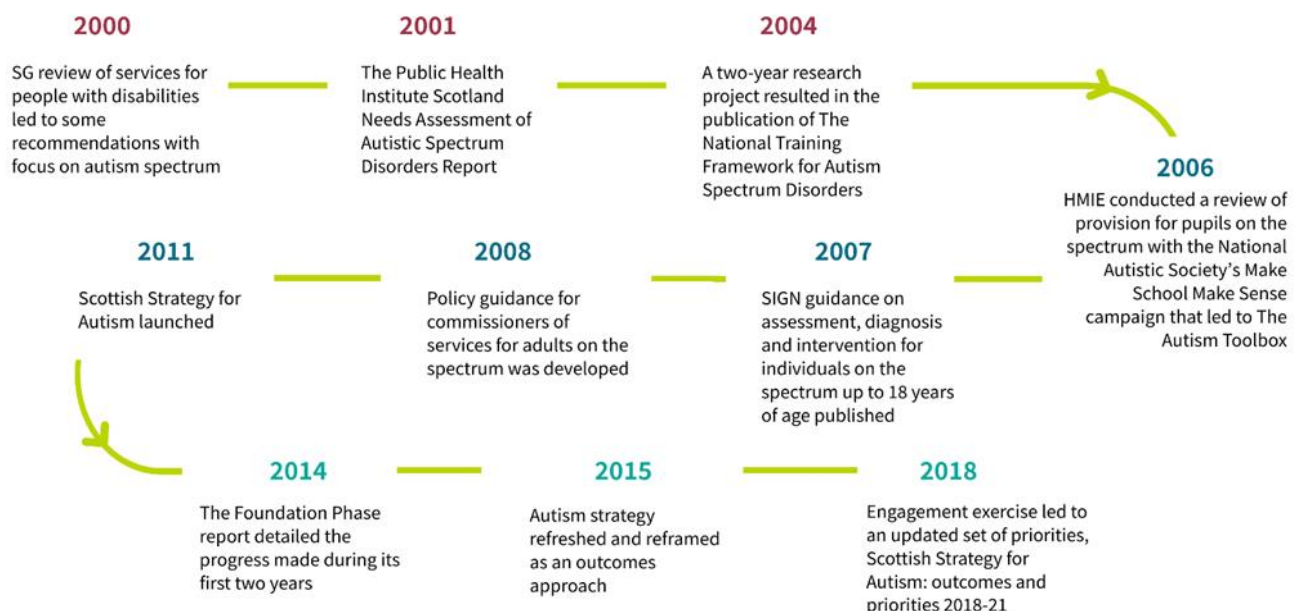 2000
SG review of services for
people with disabilities
led to some
recommendations with
focus on autism spectrum
2001
The Public Health
Institute Scotland
Needs Assessment of
Autistic Spectrum
Disorders Report
2004
A two-year research
project resulted in the
publication of The
National Training
Framework for Autism
Spectrum Disorders
2006
HMIE conducted a review of
provision for pupils on the
spectrum with the National
Autistic Society's Make
School Make Sense
campaign that led to The
Autism Toolbox
2007
SIGN guidance on
assessment, diagnosis
and intervention for
individuals on the
spectrum up to 18 years
of age published
2008
Policy guidance for
commissioners of
services for adults on the
spectrum was developed
2011
Scottish Strategy for
Autism launched
2014
The Foundation Phase
report detailed the
progress made during its
first two years
2015
Autism strategy
refreshed and reframed
as an outcomes
approach
2018
Engagement exercise led to
an updated set of priorities,
Scottish Strategy for
Autism: outcomes and
priorities 2018-21